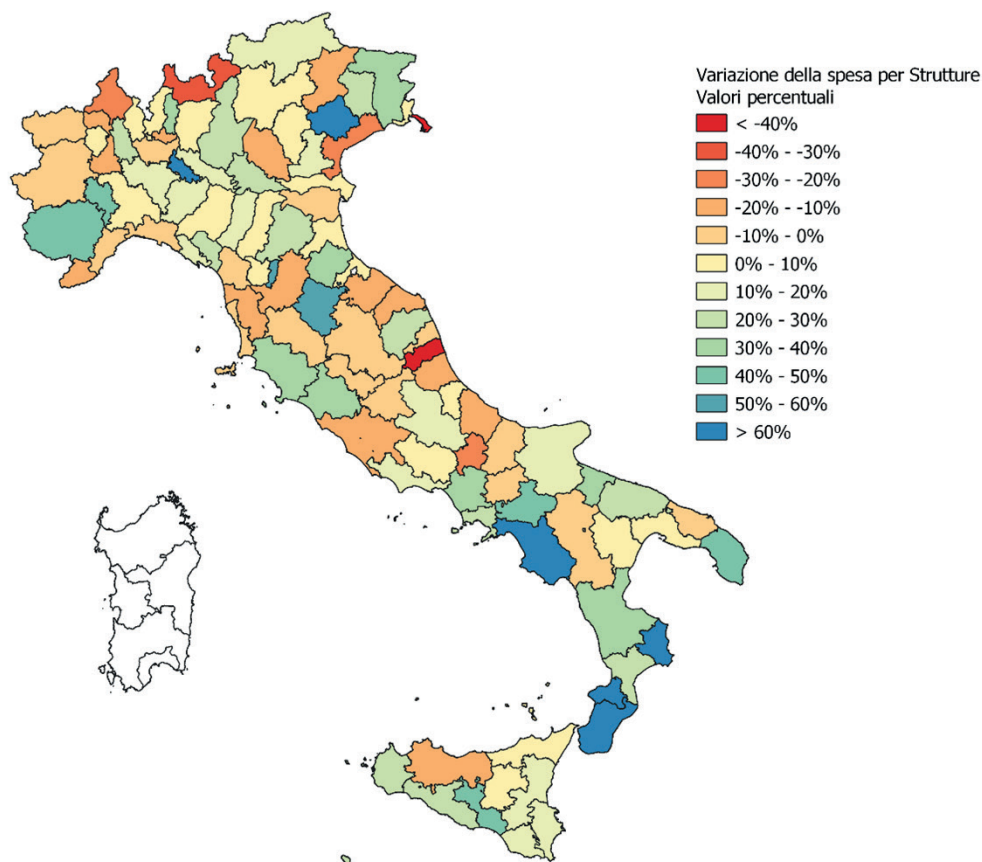 Variazione della spesa per Strutture
Valori percentuali
< -40%
-40% - -30%
-30% - -20%
-20% - -10%
-10% - 0%
0% - 10%
10% - 20%
20% - 30%
30% - 40%
40% - 50%
50% - 60%
> 60%